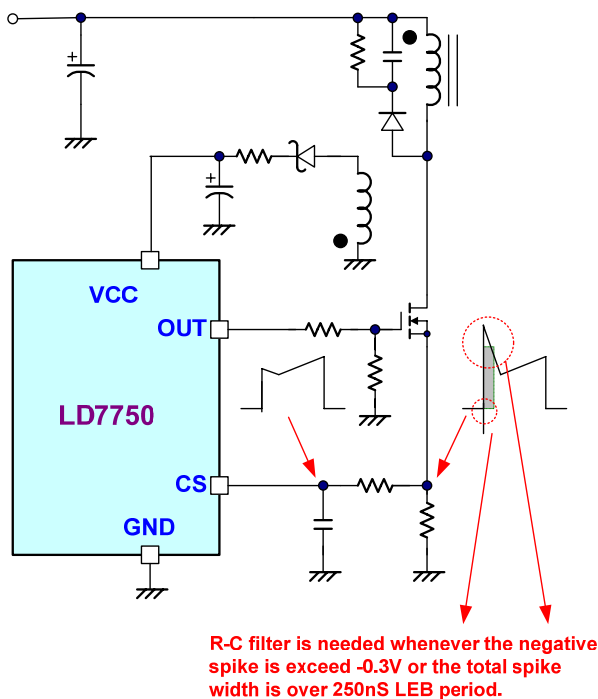 VCC
OUT
LD7750
CS
GND
R-C filter is needed whenever the negative
spike is exceed -0.3V or the total spike
width is over 250nS LEB period.